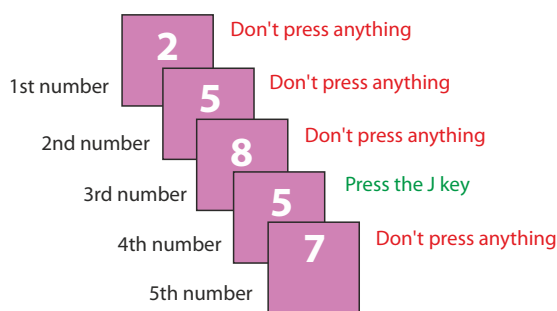 2
Don't press anything
1st number
5
Don't press anything
2nd number
8
Don't press anything
3rd number
5
Press the J key
4th number
7
Don't press anything
5th number